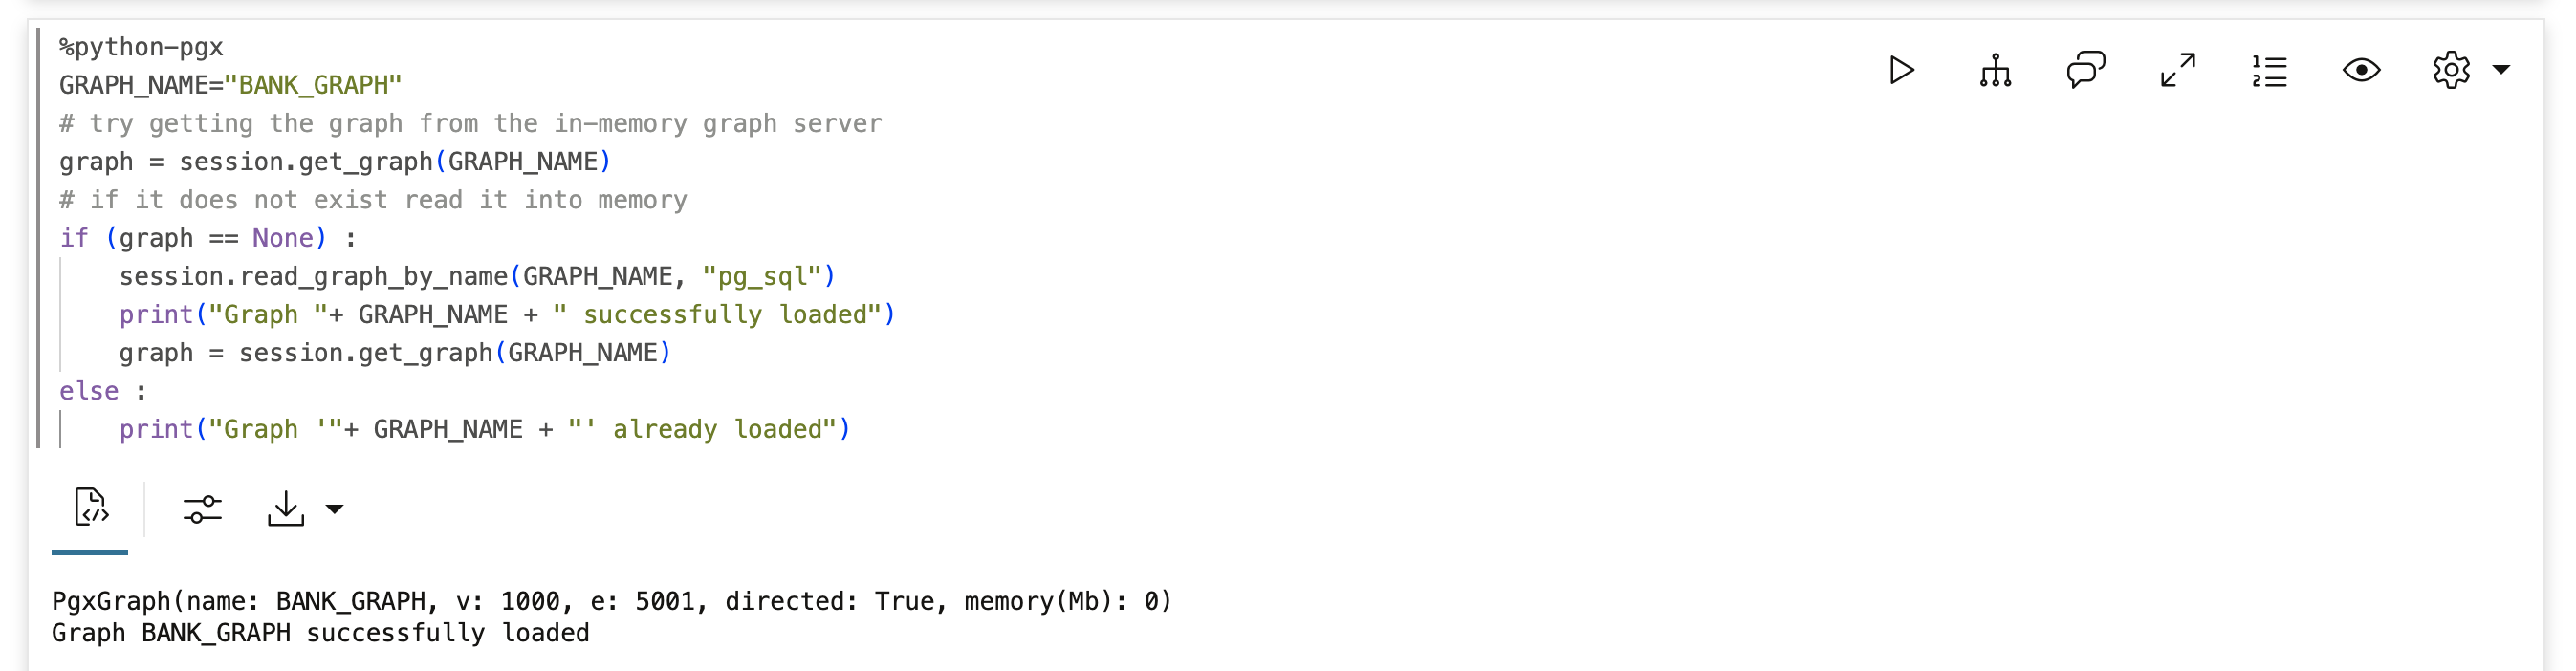 %python-pgx
GRAPH_NAME="BANK_GRAPH"
# try getting the graph from the in-memory graph server
graph = session.get_graph(GRAPH_NAME)
# if it does not exist read it into memory
if (graph == None) :
    session.read_graph_by_name(GRAPH_NAME, "pg_sql")
    print("Graph "+ GRAPH_NAME + " successfully loaded")
    graph = session.get_graph(GRAPH_NAME)
else :
    print("Graph '"+ GRAPH_NAME + "' already loaded")
PgxGraph(name: BANK_GRAPH, v: 1000, e: 5001, directed: True, memory(Mb): 0)
Graph BANK_GRAPH successfully loaded